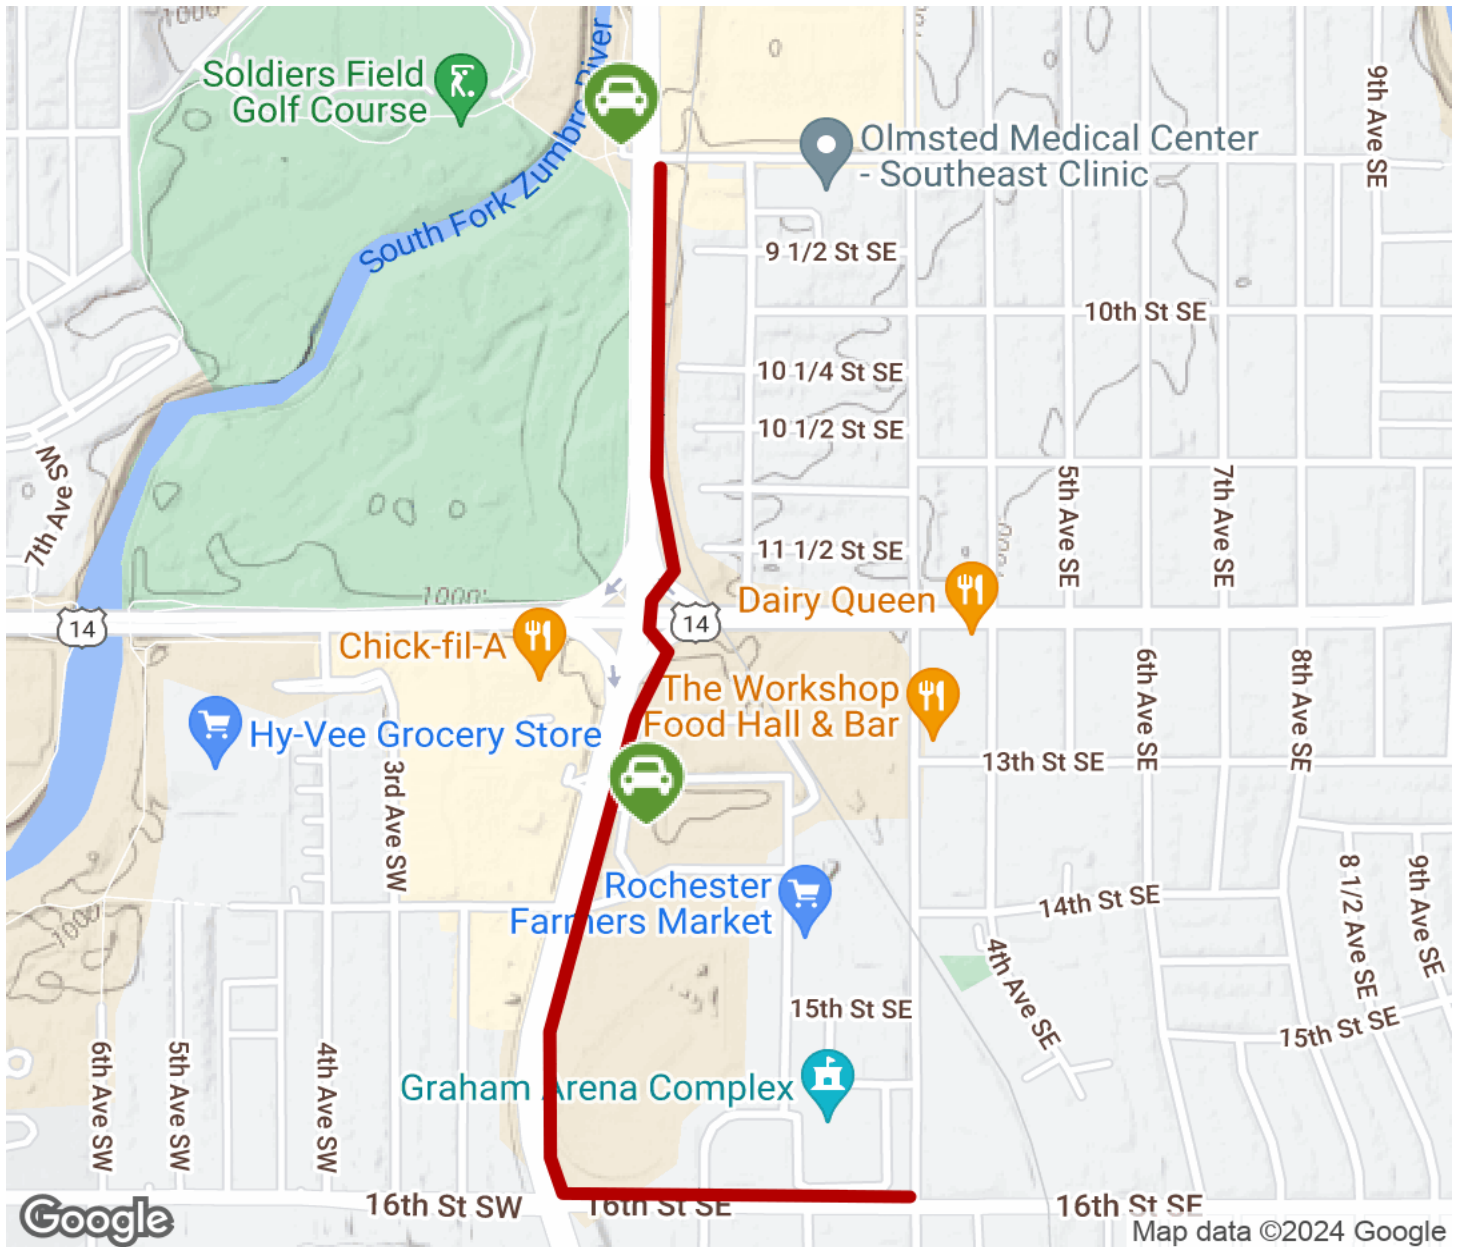 1000'
Soldiers Field
Golf Course
South Fork Zumbro River
Olmsted Medical Center
- Southeast Clinic
9th Ave SE
9 1/2 St SE
10th St SE
10 1/4 St SE
10 1/2 St SE
7th Ave SW
5th Ave SE
7th Ave SE
11 1/2 St SE
1000'
Dairy Queen
14
14
Chick-fil-A
The Workshop
Food Hall & Bar
6th Ave SE
8th Ave SE
Hy-Vee Grocery Store
13th St SE
3rd Ave SW
Rochester
Farmers Market
14th St SE
8 1/2 Ave SE
9th Ave SE
1000'
4th Ave SE
15th St SE
15th St SE
6th Ave SW
5th Ave SW
4th Ave SW
Graham Arena Complex
16th St SW
16th St SE
16th St SE
Google
Map data ©2024 Google